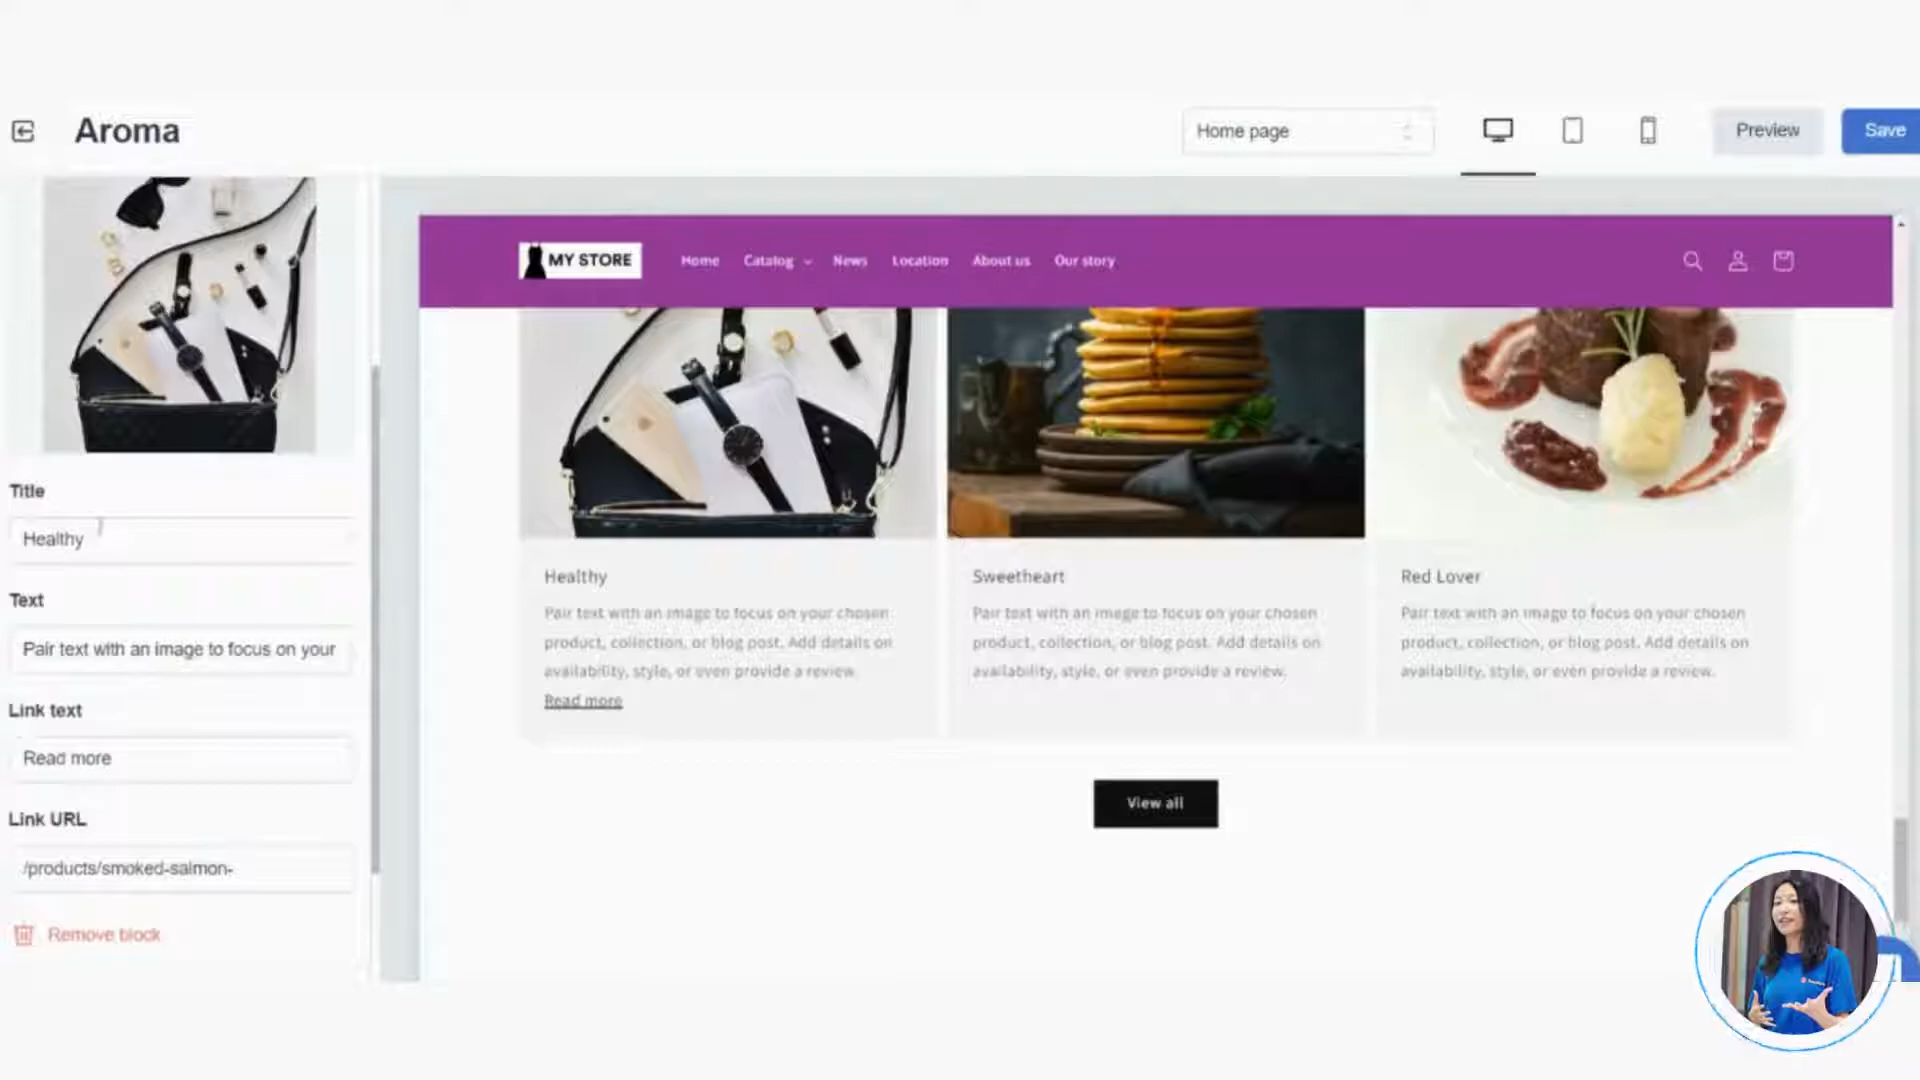 Aroma
Home page
Preview
Save
MY STORE
Home
Catalog
News
Location
About us
Our story
Title
Healthy
Text
Pair text with an image to focus on your
Link text
Read more
Link URL
/products/smoked-salmon-
Remove block
Healthy
Pair text with an image to focus on your chosen
product, collection, or blog post. Add details on
availability, style, or even provide a review.
Read more
Sweetheart
Pair text with an image to focus on your chosen
product, collection, or blog post. Add details on
availability, style, or even provide a review.
Red Lover
Pair text with an image to focus on your chosen
product, collection, or blog post. Add details on
availability, style, or even provide a review.
View all